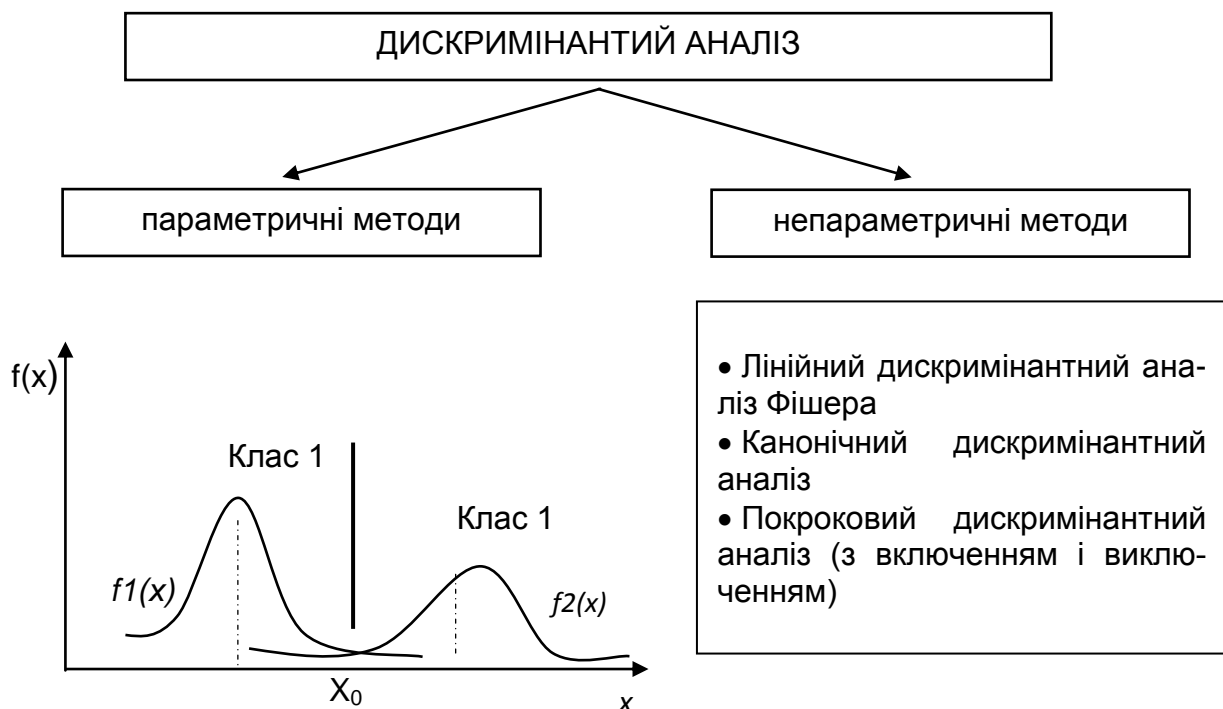 ДИСКРИМІНАНТИЙ АНАЛІЗ
параметричні методи
непараметричні методи
f(x)
Клас 1
Клас 1
f1(x)
f2(x)
X0
x
• Лінійний дискримінантний ана-
ліз Фішера
• Канонічний дискримінантний
аналіз
• Покроковий дискримінантний
аналіз (з включенням і виклю-
ченням)